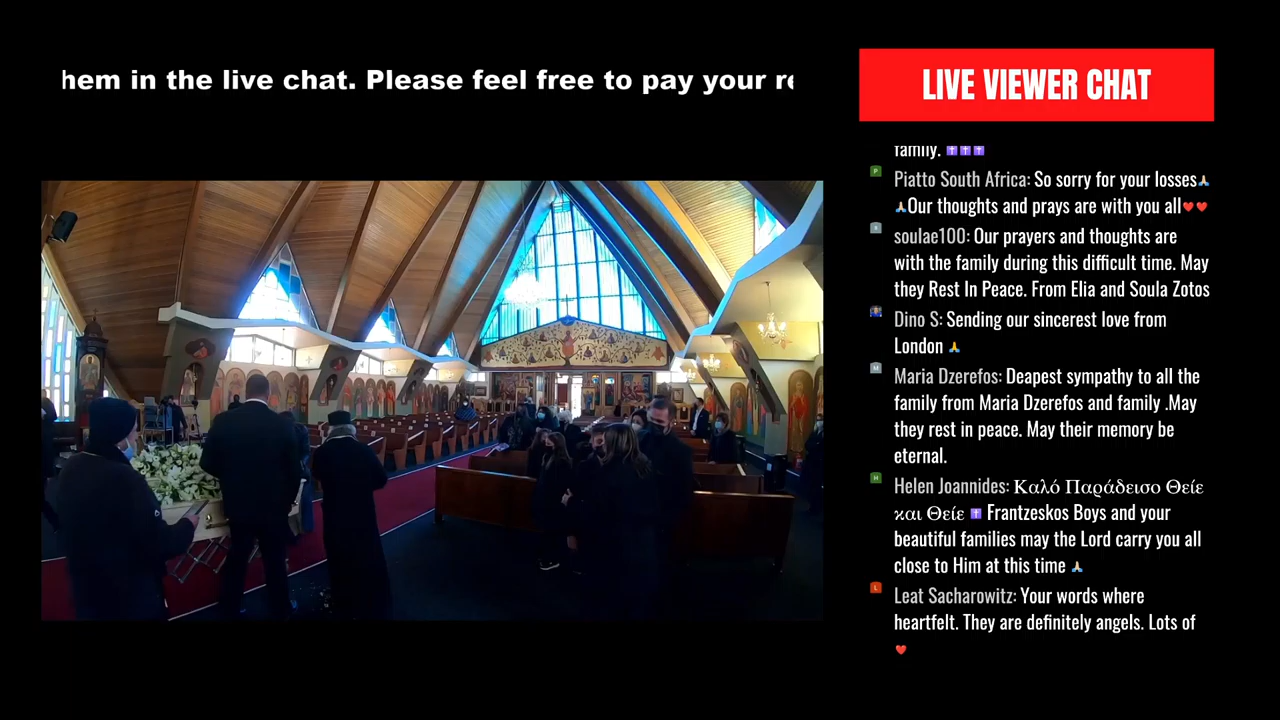 hem in the live chat. Please feel free to pay your re
LIVE VIEWER CHAT
family. ✝️✝️✝️
Piatto South Africa: So sorry for your losses🙏
🙏Our thoughts and prays are with you all❤️❤️
soulae100: Our prayers and thoughts are
with the family during this difficult time. May
they Rest In Peace. From Elia and Soula Zotos
Dino S: Sending our sincerest love from
London 🙏
Maria Dzerefos: Deapest sympathy to all the
family from Maria Dzerefos and family .May
they rest in peace. May their memory be
eternal.
Helen Joannides: Καλό Παράδεισο Θείε
και Θείε ✝️ Frantzeskos Boys and your
beautiful families may the Lord carry you all
close to Him at this time 🙏
Leat Sacharowitz: Your words where
heartfelt. They are definitely angels. Lots of
❤️